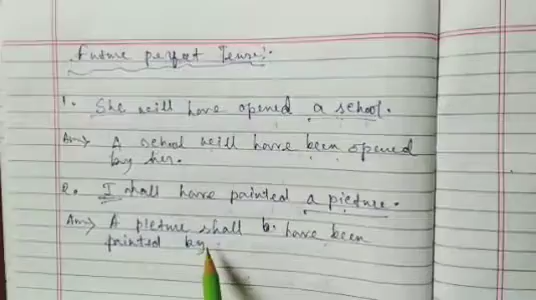 Future perfect Tense:-
1. She will have opened a school.
Ans→ A school will have been opened
by her.
2. I shall have painted a picture.
Ans→ A picture shall b. have been
painted by